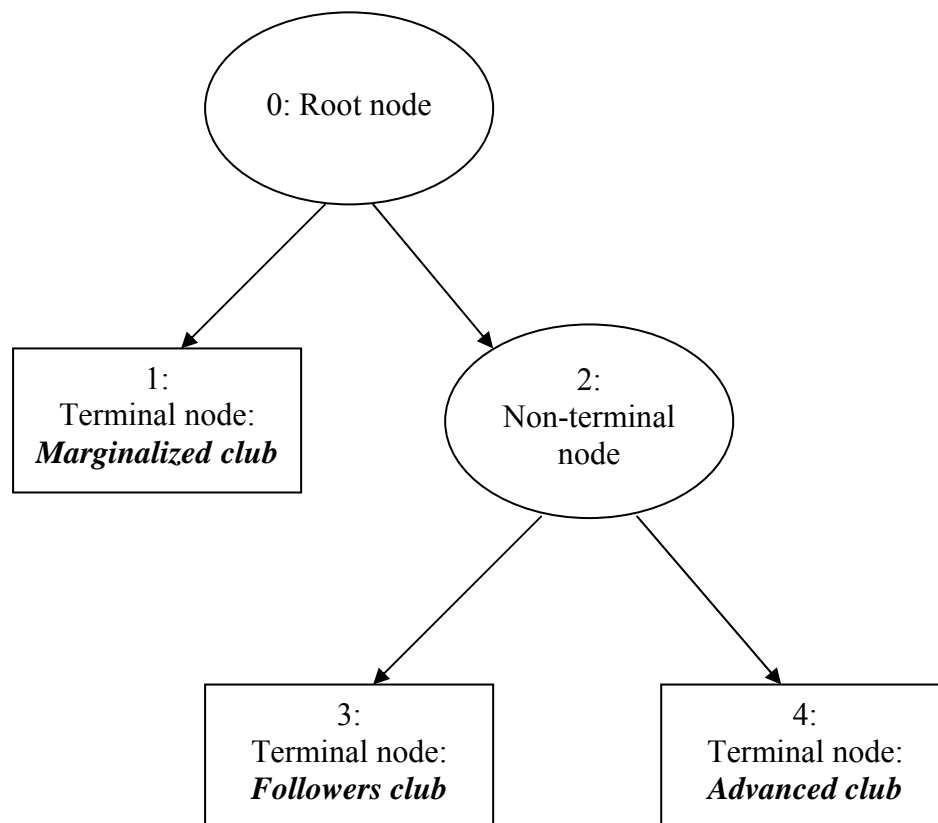 0: Root node
1:
Terminal node:
Marginalized club
2:
Non-terminal
node
3:
Terminal node:
Followers club
4:
Terminal node:
Advanced club